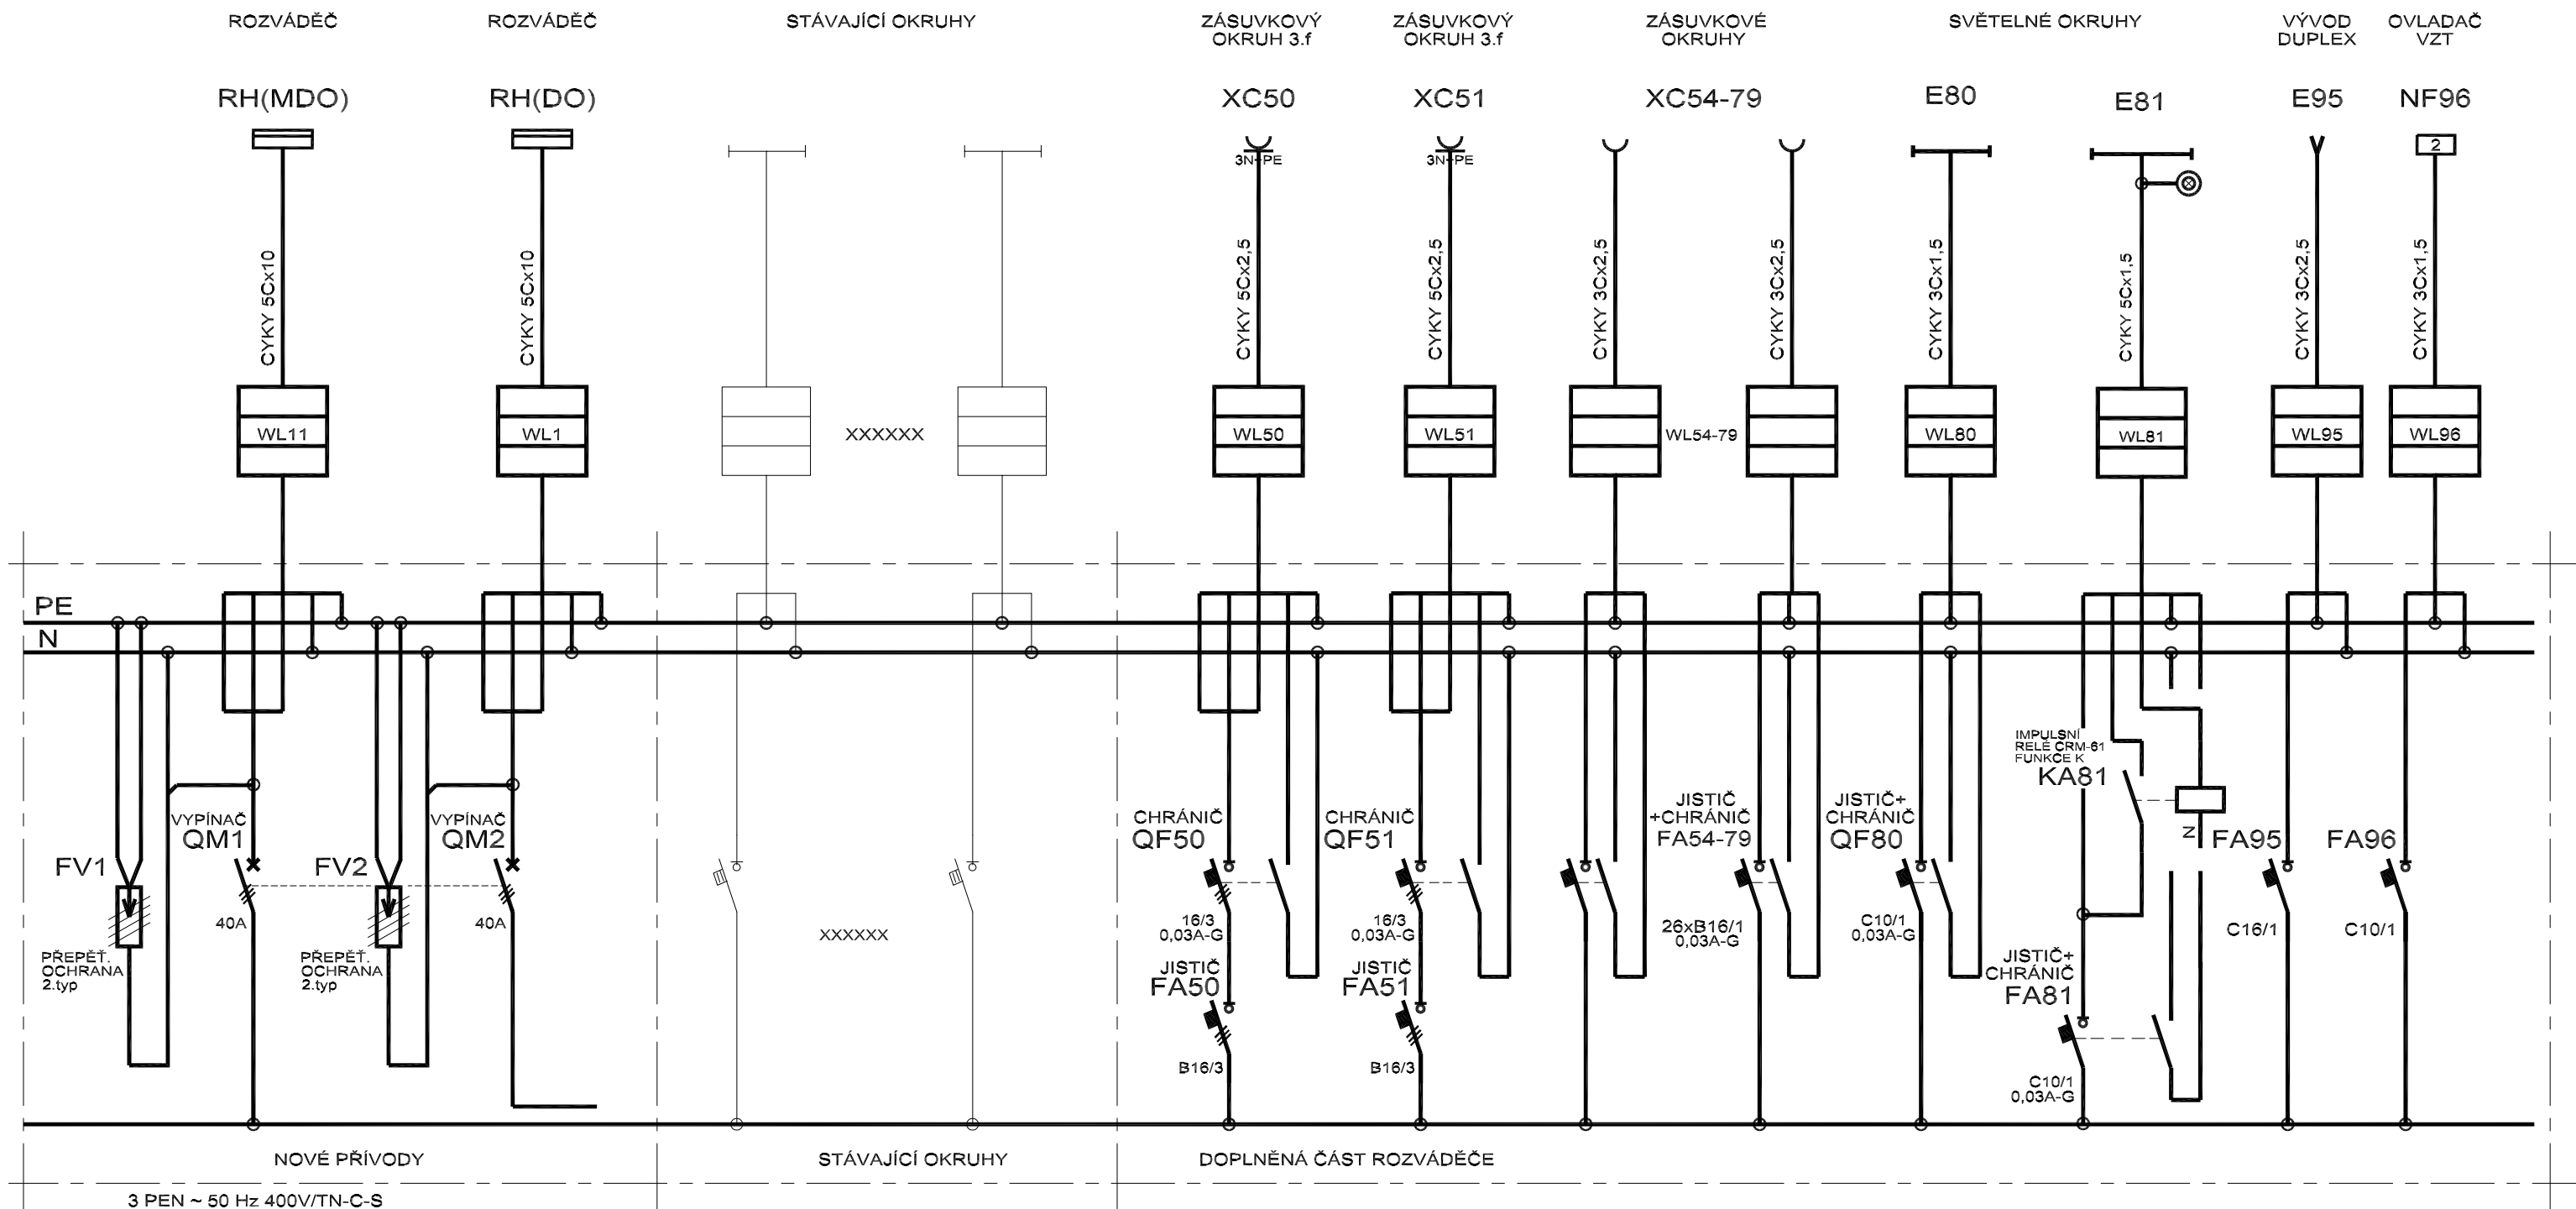 ROZVÁDĚČ
ROZVÁDĚČ
STÁVAJÍCÍ OKRUHY
ZÁSUVKOVÝ
OKRUH 3.f
ZÁSUVKOVÝ
OKRUH 3.f
ZÁSUVKOVÉ
OKRUHY
SVĚTELNÉ OKRUHY
VÝVOD
DUPLEX
OVLADAČ
VZT
RH(MDO)
RH(DO)
XC50
XC51
XC54-79
E80
E81
E95
NF96
3N+PE
3N+PE
2
CYKY 5Cx10
CYKY 5Cx10
CYKY 5Cx2,5
CYKY 5Cx2,5
CYKY 3Cx2,5
CYKY 3Cx2,5
CYKY 3Cx1,5
CYKY 5Cx1,5
CYKY 3Cx2,5
CYKY 3Cx1,5
WL11
WL1
XXXXXX
WL50
WL51
WL54-79
WL80
WL81
WL95
WL96
PE
N
IMPULSNÍ
RELÉ CRM-61
FUNKCE K
KA81
VYPÍNAČ
QM1
VYPÍNAČ
QM2
CHRÁNIČ
QF50
CHRÁNIČ
QF51
JISTIČ
+CHRÁNIČ
FA54-79
JISTIČ+
CHRÁNIČ
QF80
N
FA95
FA96
FV1
FV2
40A
40A
XXXXXX
16/3
0,03A-G
16/3
0,03A-G
26xB16/1
0,03A-G
C10/1
0,03A-G
C16/1
C10/1
PŘEPĚŤ.
OCHRANA
2.typ
PŘEPĚŤ.
OCHRANA
2.typ
JISTIČ
FA50
JISTIČ
FA51
JISTIČ+
CHRÁNIČ
FA81
B16/3
B16/3
C10/1
0,03A-G
NOVÉ PŘÍVODY
STÁVAJÍCÍ OKRUHY
DOPLNĚNÁ ČÁST ROZVÁDĚČE
3 PEN ~ 50 Hz 400V/TN-C-S